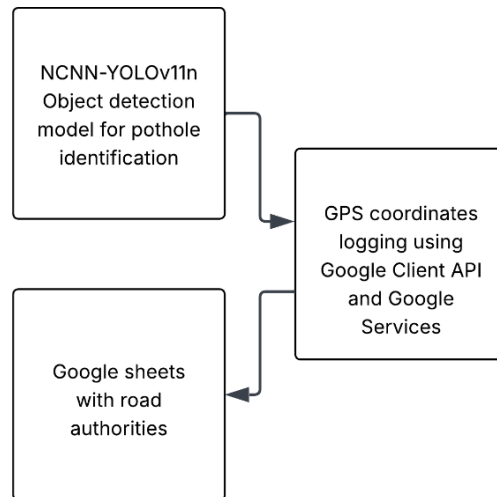 NCNN-YOLOv11n
Object detection
model for pothole
identification
GPS coordinates
logging using
Google Client API
and Google
Services
Google sheets
with road
authorities